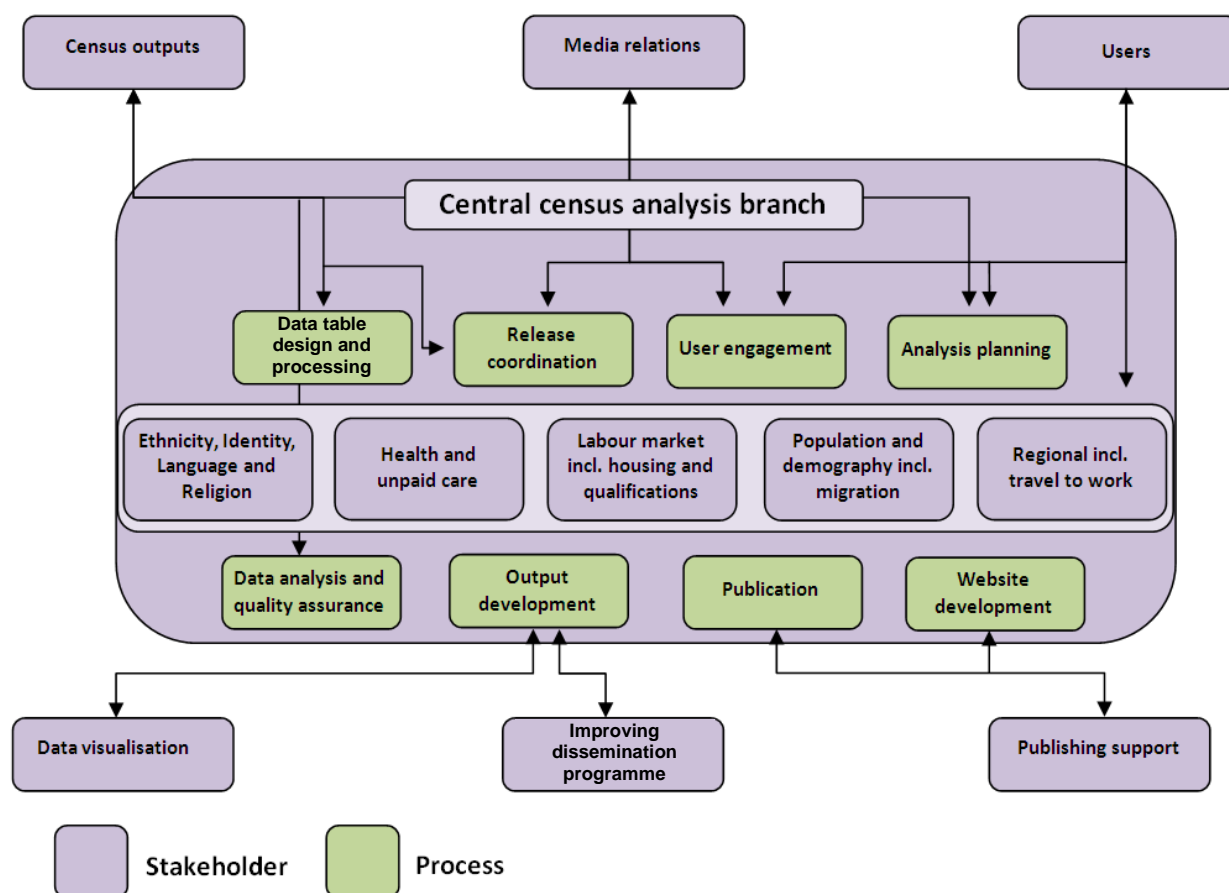 Census outputs
Media relations
Users
Central census analysis branch
Data table
design and
processing
Release
coordination
User engagement
Analysis planning
Ethnicity, Identity,
Language and
Religion
Health and
unpaid care
Labour market
incl. housing and
qualifications
Population and
demography incl.
migration
Regional incl.
travel to work
Data analysis and
quality assurance
Output
development
Publication
Website
development
Data visualisation
Improving
dissemination
programme
Publishing support
Stakeholder
Process